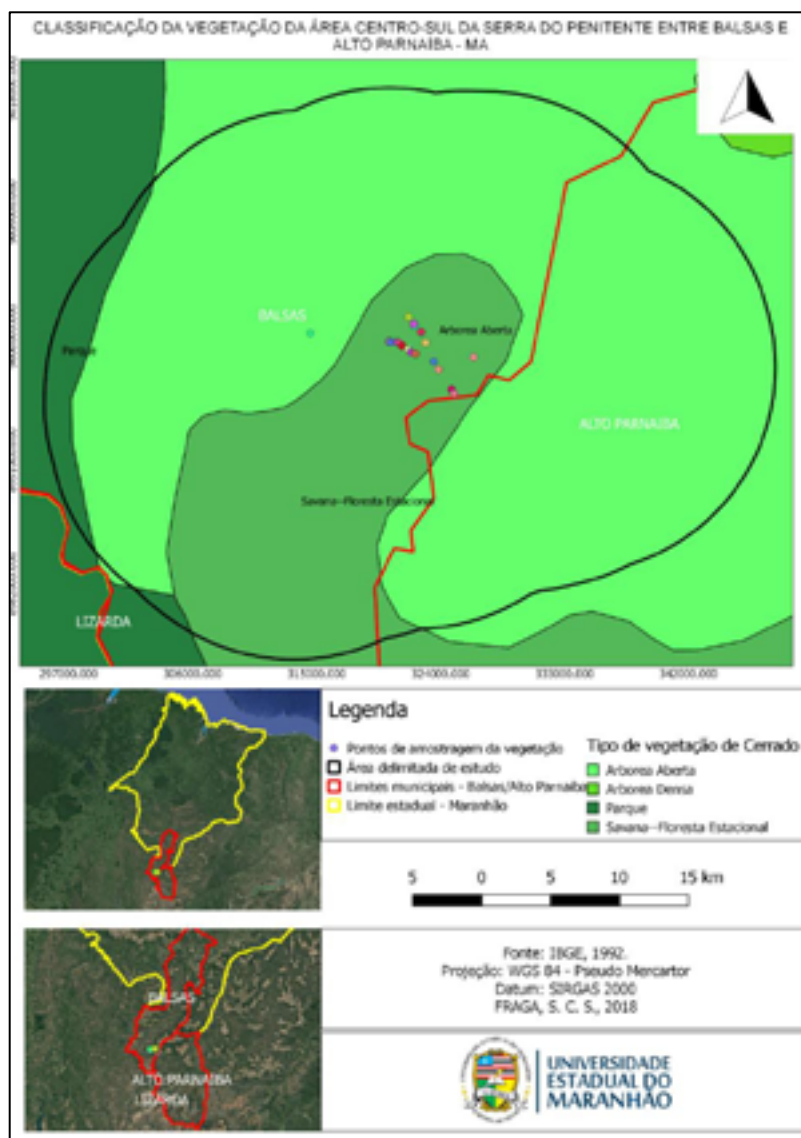 CLASSIFICAÇÃO DA VEGETAÇÃO DA ÁREA CENTRO-SUL DA SERRA DO PENITENTE ENTRE BALSAS E
ALTO PARNAÍBA - MA
BALSAS
Arborea Aberta
Parque
ALTO PARNAÍBA
Savana-Floresta Estacional
LIZARDA
297000.000 306000.000 315000.000 324000.000 333000.000 342000.000
Legenda
Pontos de amostragem da vegetação
Área delimitada de estudo
Limites municipais - Balsas/Alto Parnaíba
Limite estadual - Maranhão
Tipo de vegetação de Cerrado
Arborea Aberta
Arborea Densa
Parque
Savana-Floresta Estacional
5 0 5 10 15 km
BALSAS
ALTO PARNAÍBA
LIZARDA
Fonte: IBGE, 1992.
Projeção: WGS 84 - Pseudo Mercartor
Datum: SIRGAS 2000
FRAGA, S. C. S., 2018
UNIVERSIDADE
ESTADUAL DO
MARANHÃO